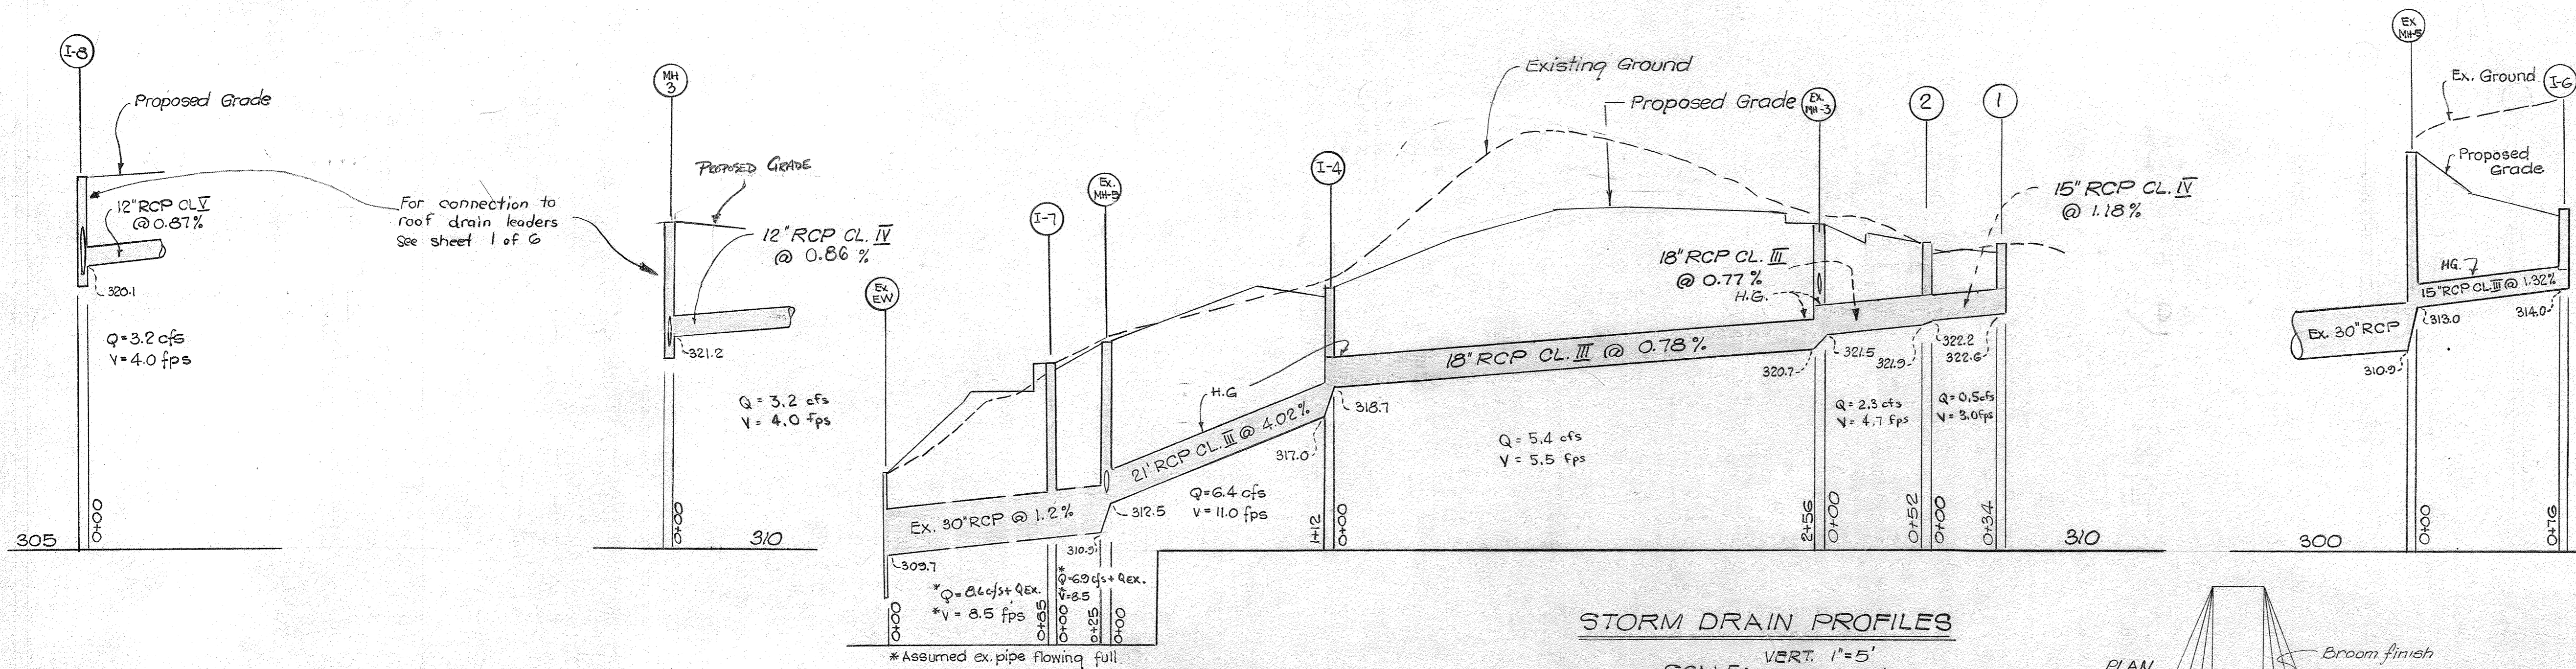 I-8
Proposed Grade
12" RCP CL V
@ 0.87%
320.1
Q = 3.2 cfs
V = 4.0 fps
0+00
305
For connection to
roof drain leaders
See sheet 1 of 6
MH
3
PROPOSED GRADE
12" RCP CL. IV
@ 0.86 %
321.2
Q = 3.2 cfs
V = 4.0 fps
0+00
310
Ex
EW
I-7
Ex.
MH-5
I-4
Existing Ground
Proposed Grade
Ex.
MH-3
2
1
15" RCP CL. IV
@ 1.18%
18" RCP CL. III
@ 0.77%
H.G.
H.G
18" RCP CL. III @ 0.78%
21' RCP CL. III @ 4.02%
Ex. 30" RCP @ 1.2%
309.7
310.9
312.5
317.0
318.7
320.7
321.5
321.9
322.2
322.6
Q = 6.4 cfs
V = 11.0 fps
Q = 5.4 cfs
V = 5.5 fps
Q = 2.3 cfs
V = 4.7 fps
Q = 0.5cfs
V = 3.0fps
*Q = 8.6 cfs + QEX.
*V = 8.5 fps
*
Q = 6.9 cfs + QEX.
*V = 8.5
0+00
0+85
0+00
0+25
0+00
1+12
0+00
2+56
0+00
0+52
0+00
0+34
310
* Assumed ex. pipe flowing full.
EX
MH-5
Ex. Ground
I-6
Proposed
Grade
HG.
15" RCP CL. III @ 1.32%
Ex. 30" RCP
313.0
314.0
310.9
300
0+00
0+76
STORM DRAIN PROFILES
VERT. 1"=5'
PLAN
Broom finish